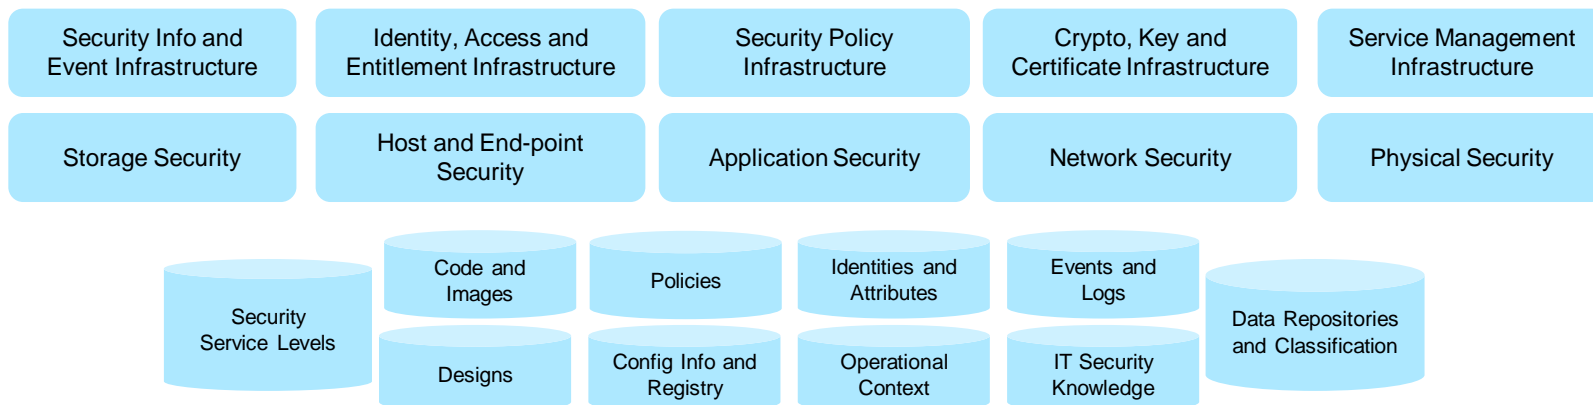 Security Info and
Event Infrastructure
Identity, Access and
Entitlement Infrastructure
Security Policy
Infrastructure
Crypto, Key and
Certificate Infrastructure
Service Management
Infrastructure
Storage Security
Host and End-point
Security
Application Security
Network Security
Physical Security
Security
Service Levels
Code and
Images
Policies
Identities and
Attributes
Events and
Logs
Designs
Config Info and
Registry
Operational
Context
IT Security
Knowledge
Data Repositories
and Classification